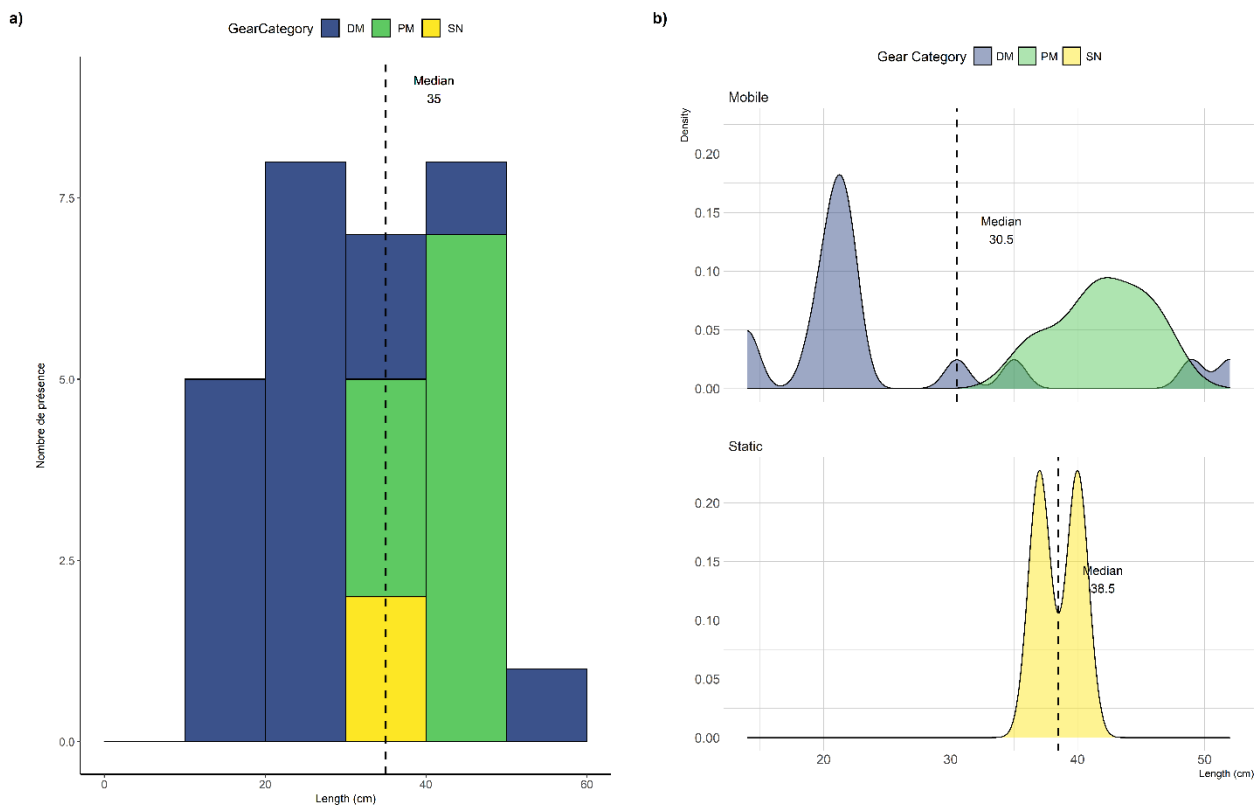 a)
GearCategory DM PM SN
Median
35
Nombre de présence
7.5
5.0
2.5
0.0
0 20 40 60
Length (cm)
b)
Gear Category DM PM SN
Mobile
Density
0.20
0.15
0.10
0.05
0.00
Median
30.5
Static
0.20
0.15
0.10
0.05
0.00
Median
38.5
20 30 40 50
Length (cm)